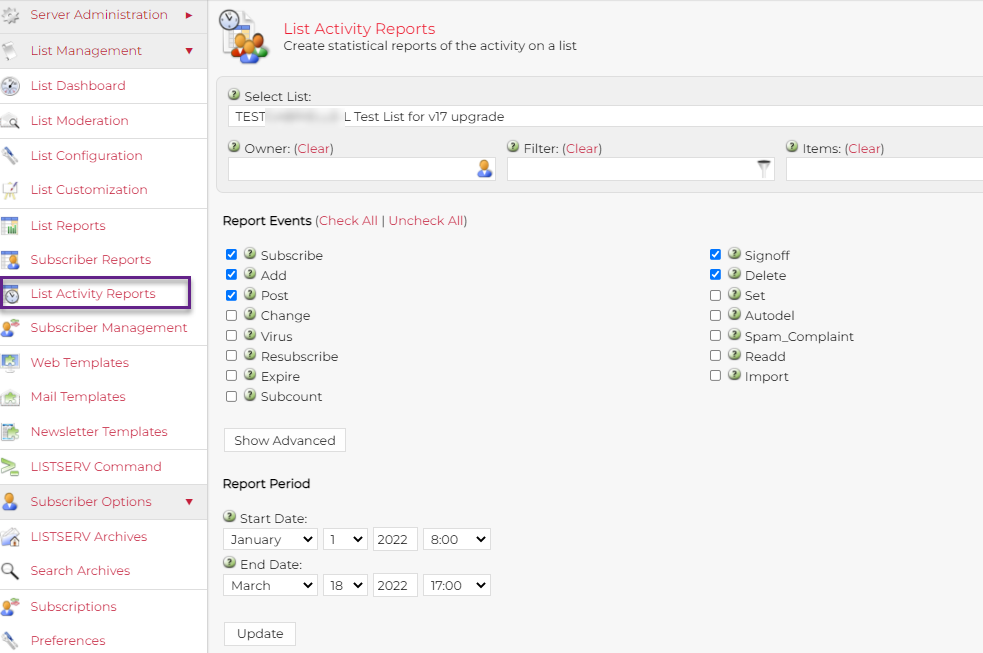 Server Administration
List Management
List Dashboard
List Moderation
List Configuration
List Customization
List Reports
Subscriber Reports
List Activity Reports
Subscriber Management
Web Templates
Mail Templates
Newsletter Templates
LISTSERV Command
Subscriber Options
LISTSERV Archives
Search Archives
Subscriptions
Preferences
List Activity Reports
Create statistical reports of the activity on a list
Select List:
TEST L Test List for v17 upgrade
Owner: (Clear) Filter: (Clear) Items: (Clear)
Report Events (Check All | Uncheck All)
Subscribe
Add
Post
Change
Virus
Resubscribe
Expire
Subcount
Signoff
Delete
Set
Autodel
Spam_Complaint
Readd
Import
Show Advanced
Report Period
Start Date:
January 1 2022 8:00
End Date:
March 18 2022 17:00
Update